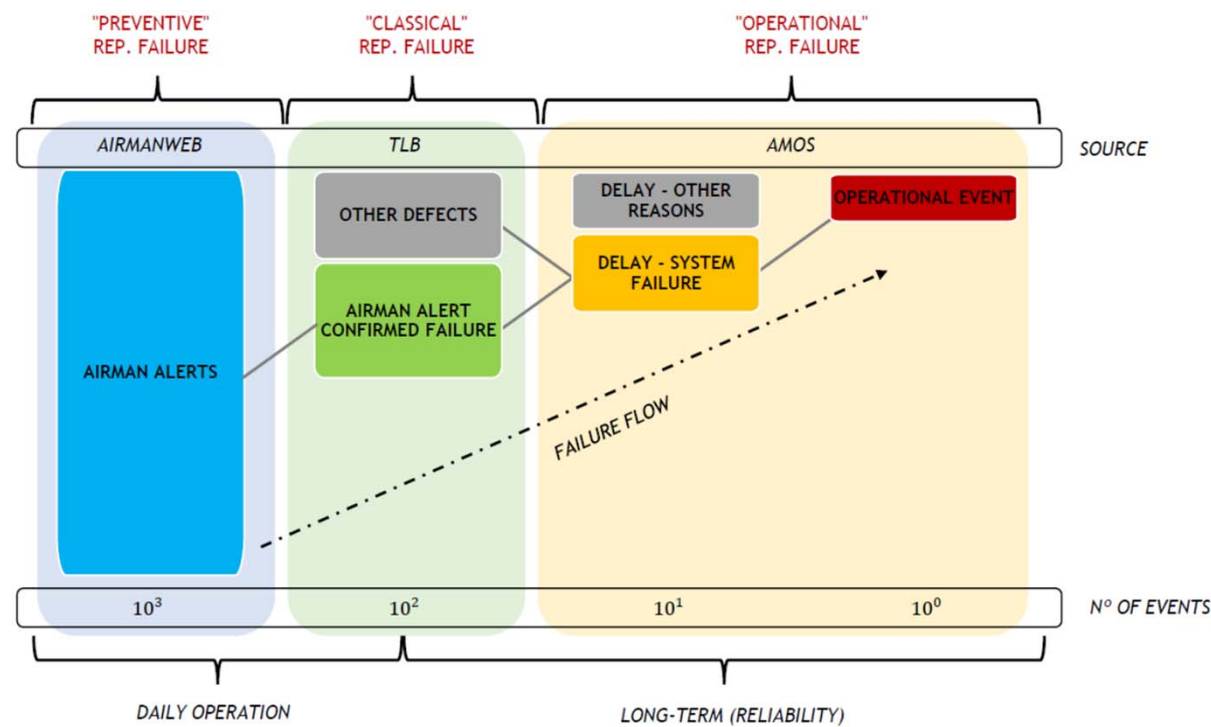 "PREVENTIVE"
REP. FAILURE
"CLASSICAL"
REP. FAILURE
"OPERATIONAL"
REP. FAILURE
AIRMANWEB
TLB
AMOS
SOURCE
AIRMAN ALERTS
OTHER DEFECTS
AIRMAN ALERT
CONFIRMED FAILURE
DELAY - OTHER
REASONS
DELAY - SYSTEM
FAILURE
OPERATIONAL EVENT
FAILURE FLOW
10³
10²
10¹
10⁰
Nº OF EVENTS
DAILY OPERATION
LONG-TERM (RELIABILITY)